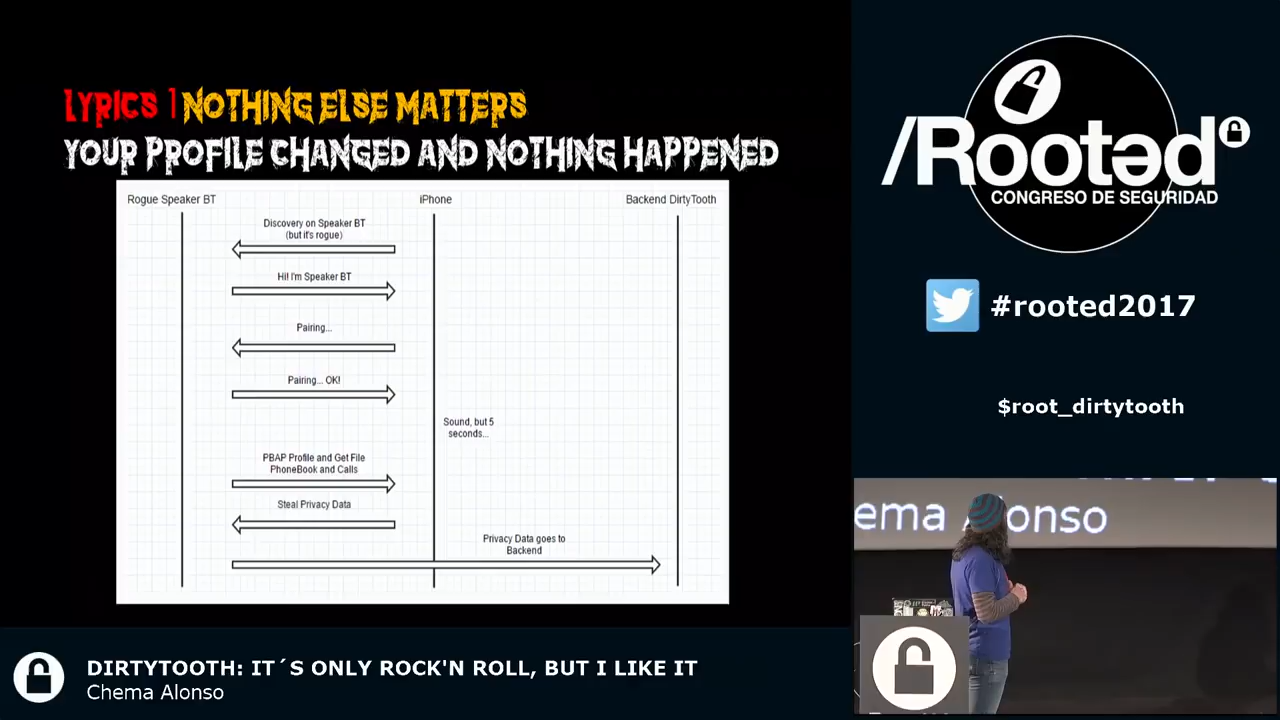 LYRICS 1 NOTHING ELSE MATTERS
YOUR PROFILE CHANGED AND NOTHING HAPPENED
Rogue Speaker BT
iPhone
Backend DirtyTooth
Discovery on Speaker BT
(but it's rogue)
Hi! I'm Speaker BT
Pairing...
Pairing... OK!
Sound, but 5
seconds...
PBAP Profile and Get File
PhoneBook and Calls
Steal Privacy Data
Privacy Data goes to
Backend
/Rootəd
CONGRESO DE SEGURIDAD
#rooted2017
$root_dirtytooth
ema Alonso
DIRTYTOOTH: IT´S ONLY ROCK'N ROLL, BUT I LIKE IT
Chema Alonso